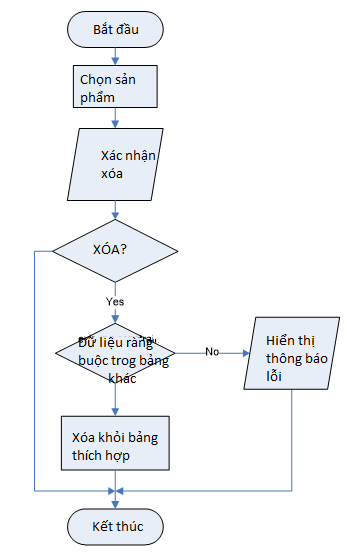 Bắt đầu
Chọn sản
phẩm
Xác nhận
xóa
XÓA?
Yes
Dữ liệu ràng
buộc trog bảng
khác
No
Hiển thị
thông báo
lỗi
Xóa khỏi bảng
thích hợp
Kết thúc